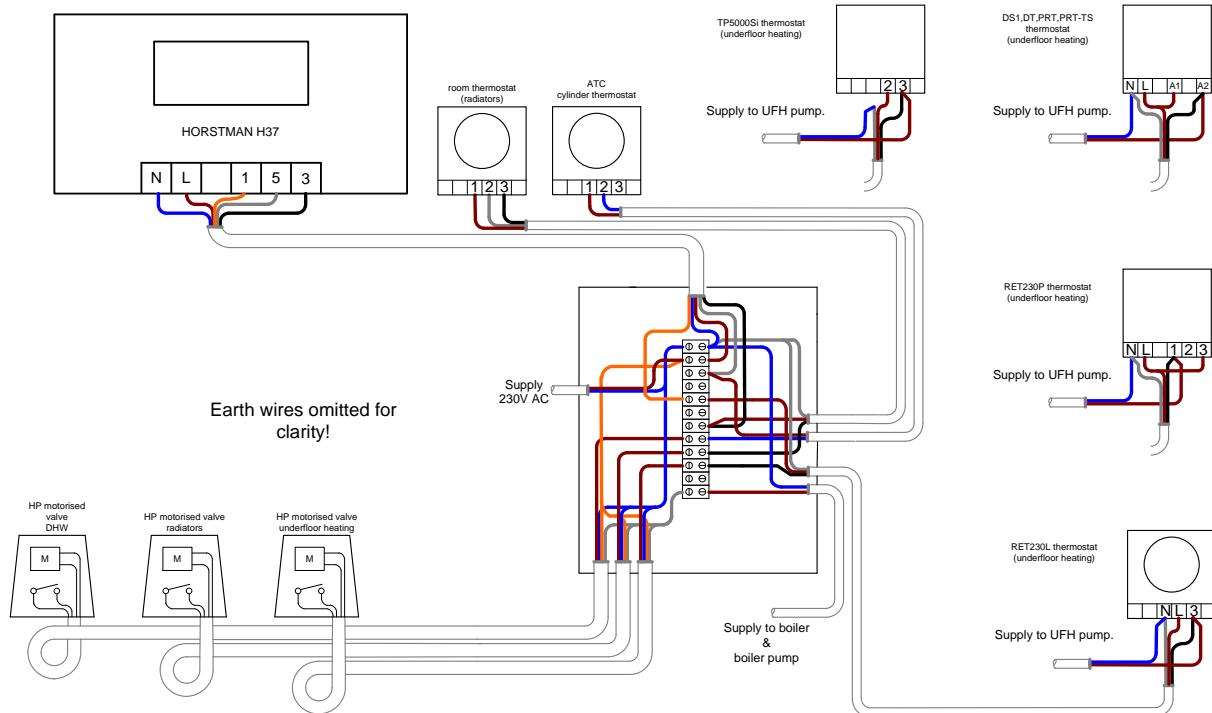 HORSTMAN H37
N L 1 5 3
room thermostat
(radiators)
1 2 3
ATC
cylinder thermostat
1 2 3
TP5000Si thermostat
(underfloor heating)
2 3
Supply to UFH pump.
DS1,DT,PRT,PRT-TS
thermostat
(underfloor heating)
N L A1 A2
Supply to UFH pump.
RET230P thermostat
(underfloor heating)
N L 1 2 3
Supply to UFH pump.
Supply
230V AC
Earth wires omitted for
clarity!
HP motorised
valve
DHW
M
HP motorised valve
radiators
M
HP motorised valve
underfloor heating
M
Supply to boiler
&
boiler pump
RET230L thermostat
(underfloor heating)
N L 3
Supply to UFH pump.